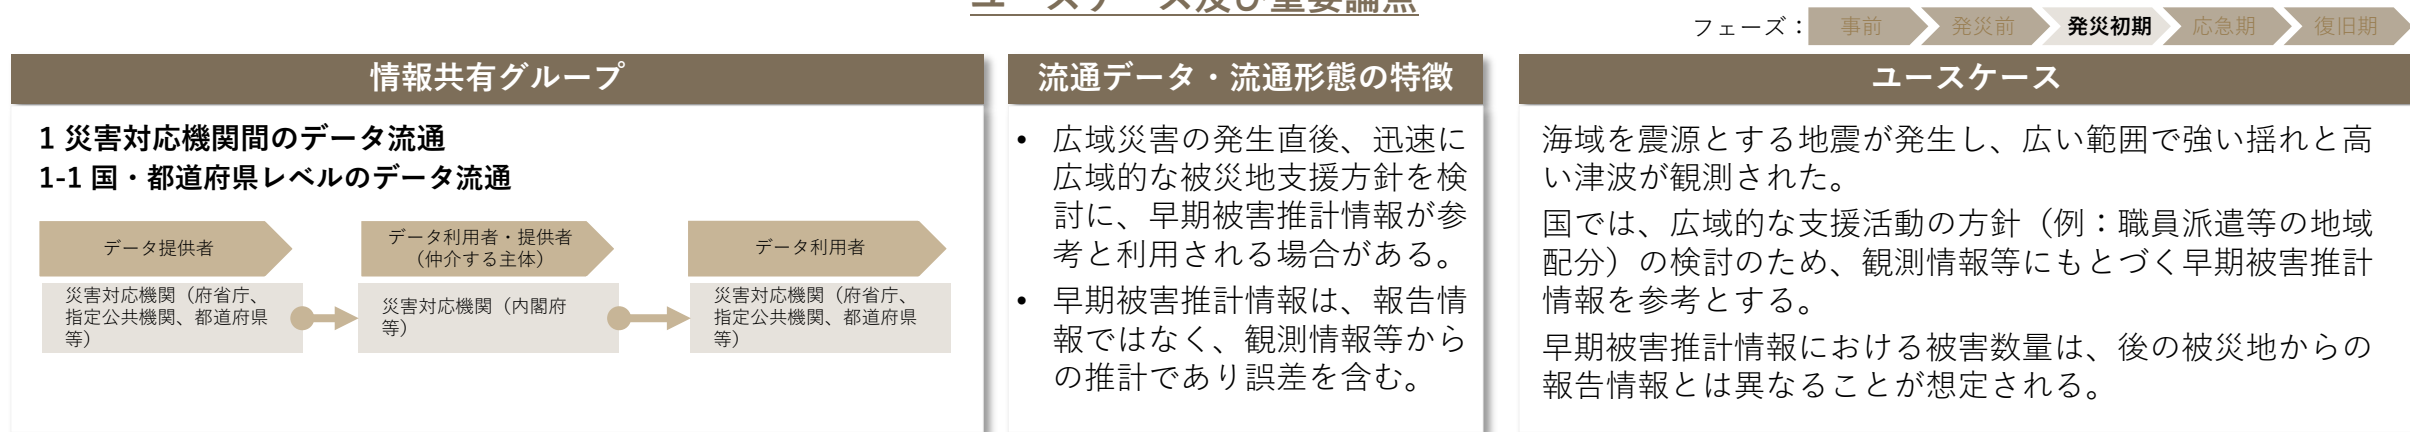 ユースケース及び重要論点
フェーズ： 事前 発災前 発災初期 応急期 復旧期
情報共有グループ
1 災害対応機関間のデータ流通
1-1 国・都道府県レベルのデータ流通
データ提供者
データ利用者・提供者
（仲介する主体）
データ利用者
災害対応機関（府省庁、
指定公共機関、都道府県
等）
災害対応機関（内閣府
等）
災害対応機関（府省庁、
指定公共機関、都道府県
等）
流通データ・流通形態の特徴
• 広域災害の発生直後、迅速に
広域的な被災地支援方針を検
討に、早期被害推計情報が参
考と利用される場合がある。
• 早期被害推計情報は、報告情
報ではなく、観測情報等から
の推計であり誤差を含む。
ユースケース
海域を震源とする地震が発生し、広い範囲で強い揺れと高
い津波が観測された。
国では、広域的な支援活動の方針（例：職員派遣等の地域
配分）の検討のため、観測情報等にもとづく早期被害推計
情報を参考とする。
早期被害推計情報における被害数量は、後の被災地からの
報告情報とは異なることが想定される。